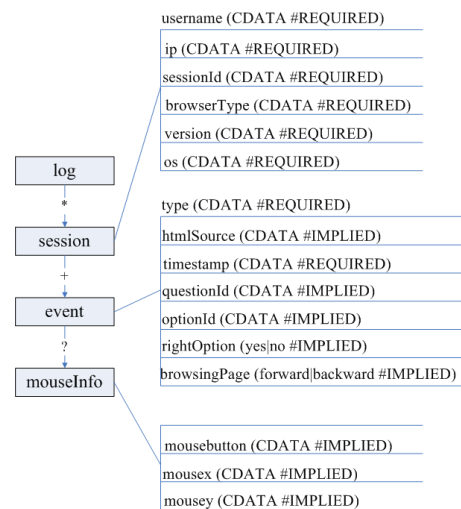 username (CDATA #REQUIRED)
ip (CDATA #REQUIRED)
sessionId (CDATA #REQUIRED)
browserType (CDATA #REQUIRED)
version (CDATA #REQUIRED)
os (CDATA #REQUIRED)
log
*
session
+
event
?
mouseInfo
type (CDATA #REQUIRED)
htmlSource (CDATA #IMPLIED)
timestamp (CDATA #REQUIRED)
questionId (CDATA #IMPLIED)
optionId (CDATA #IMPLIED)
rightOption (yes|no #IMPLIED)
browsingPage (forward|backward #IMPLIED)
mousebutton (CDATA #IMPLIED)
mousex (CDATA #IMPLIED)
mousey (CDATA #IMPLIED)